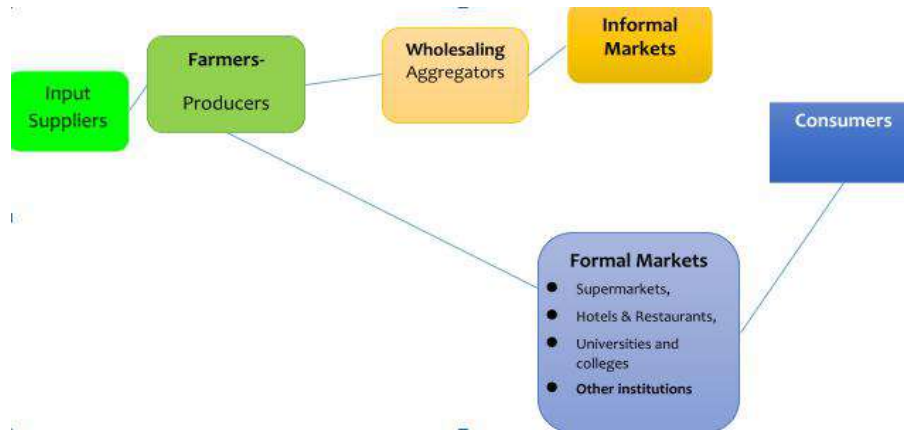 Input
Suppliers
Farmers-
Producers
Wholesaling
Aggregators
Informal
Markets
Consumers
Formal Markets
● Supermarkets,
● Hotels & Restaurants,
● Universities and
colleges
● Other institutions